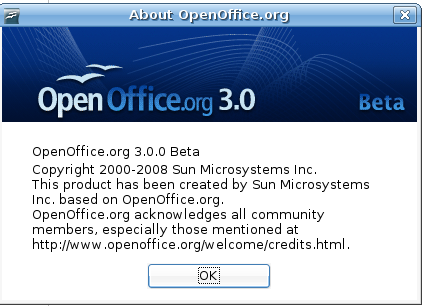 About OpenOffice.org
OpenOffice.org 3.0
Beta
OpenOffice.org 3.0.0 Beta
Copyright 2000-2008 Sun Microsystems Inc.
This product has been created by Sun Microsystems
Inc. based on OpenOffice.org.
OpenOffice.org acknowledges all community
members, especially those mentioned at
http://www.openoffice.org/welcome/credits.html.
OK